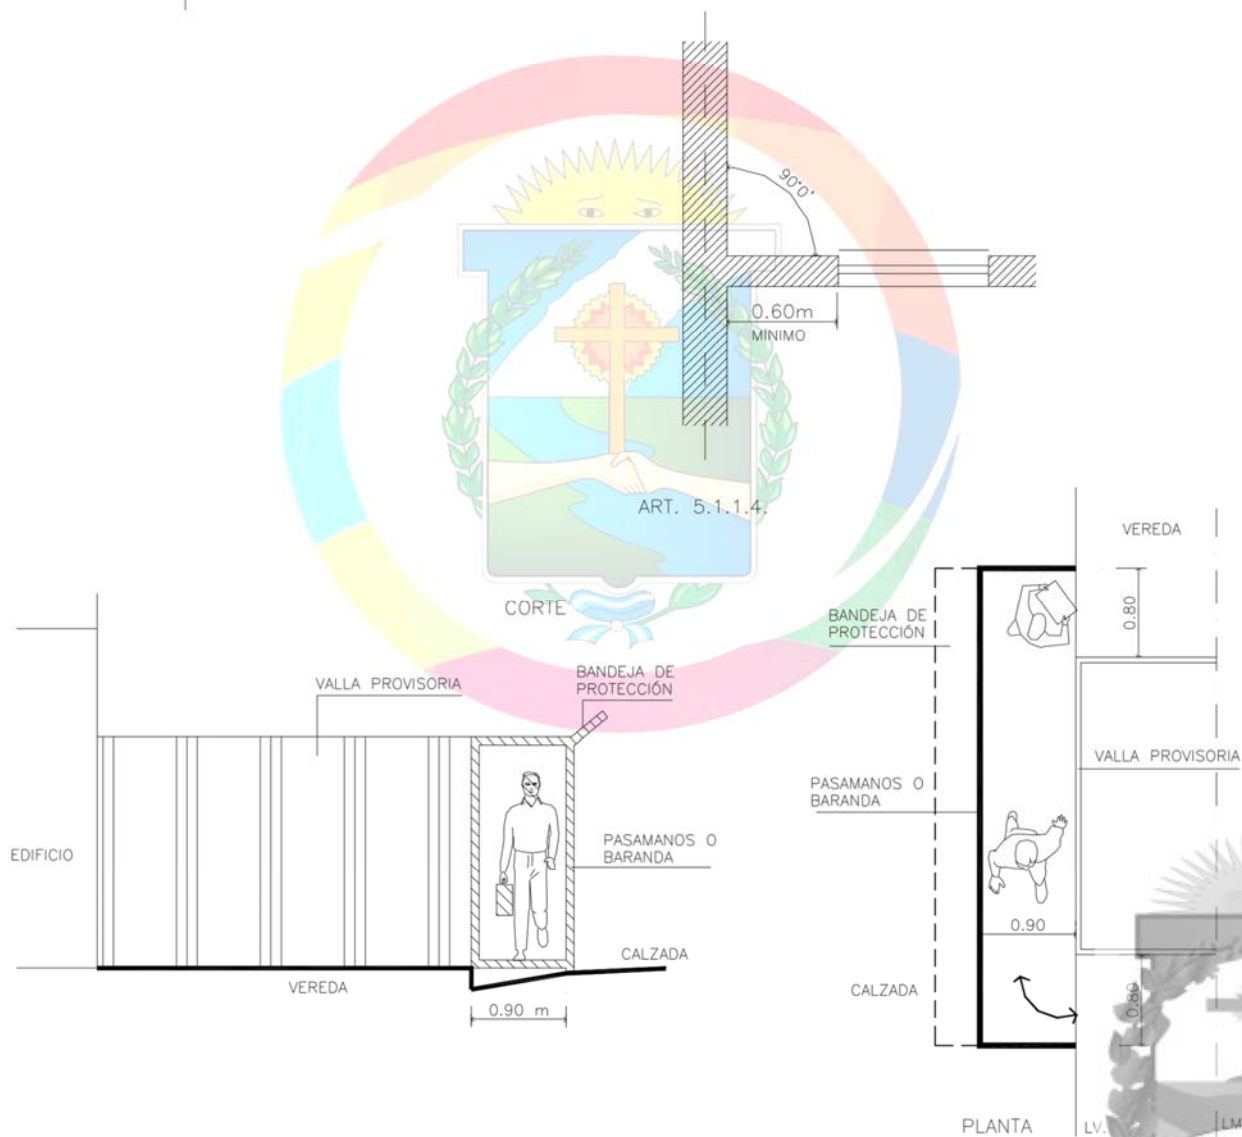 90°0'
0.60m
MINIMO
ART. 5.1.1.4.
CORTE
VALLA PROVISORIA
BANDEJA DE
PROTECCIÓN
EDIFICIO
PASAMANOS O
BARANDA
CALZADA
VEREDA
0.90 m
VEREDA
BANDEJA DE
PROTECCIÓN
0.80
VALLA PROVISORIA
PASAMANOS O
BARANDA
0.90
CALZADA
0.80
PLANTA
LV.
LM